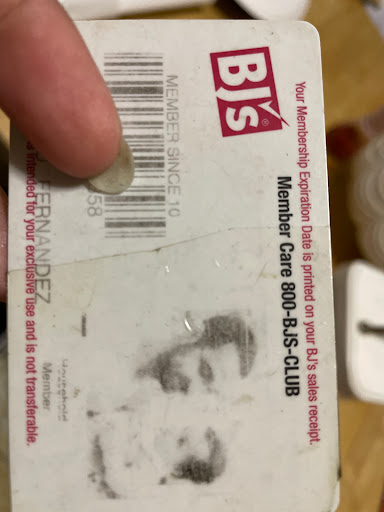 BJ's®
Your Membership Expiration Date is printed on your BJ's sales receipt.
Member Care 800-BJS-CLUB
MEMBER SINCE 10
58
FERNANDEZ
Household
Member
intended for your exclusive use and is not transferable.